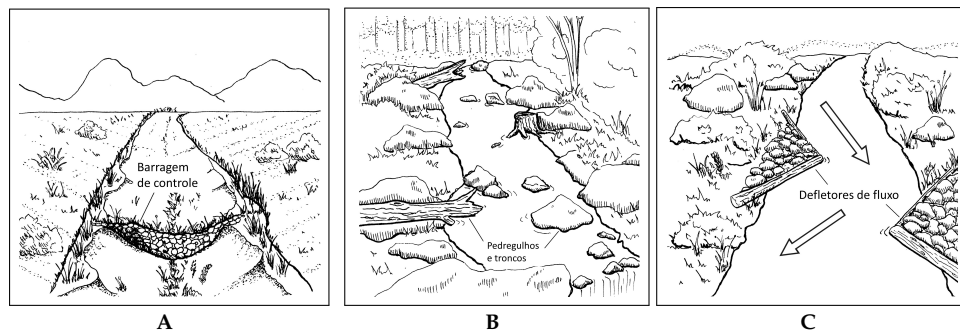 Barragem
de controle
Pedregulhos
e troncos
Defletores de fluxo
A
B
C